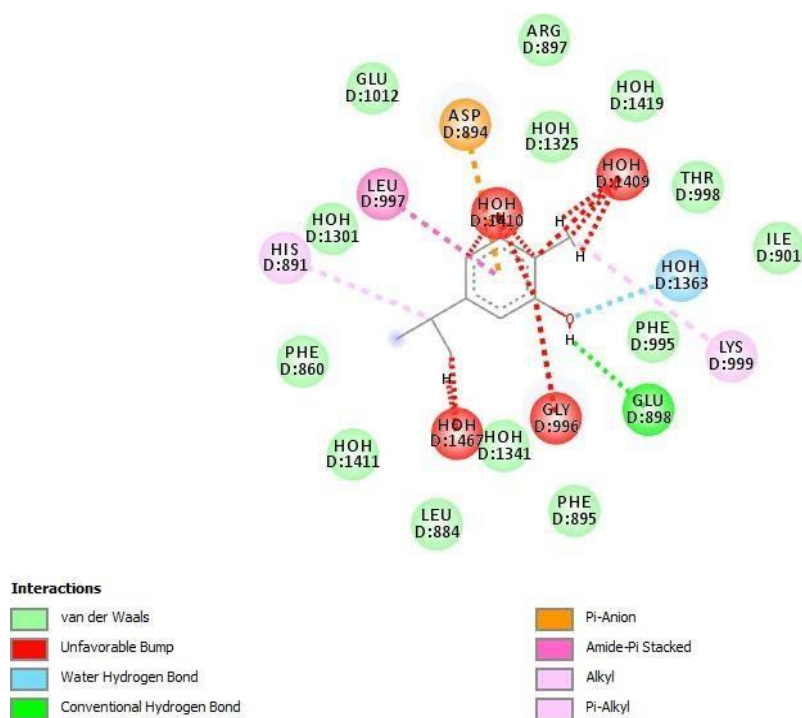 ARG
D:897
GLU
D:1012
HOH
D:1419
ASP
D:894
HOH
D:1325
HOH
D:1409
THR
D:998
LEU
D:997
HOH
D:1410
HOH
D:1301
H
H
ILE
D:901
HIS
D:891
HOH
D:1363
O
H
PHE
D:995
LYS
D:999
PHE
D:860
H
GLU
D:898
GLY
D:996
HOH
D:1467
HOH
D:1341
HOH
D:1411
PHE
D:895
LEU
D:884
Interactions
van der Waals
Unfavorable Bump
Water Hydrogen Bond
Conventional Hydrogen Bond
Pi-Anion
Amide-Pi Stacked
Alkyl
Pi-Alkyl